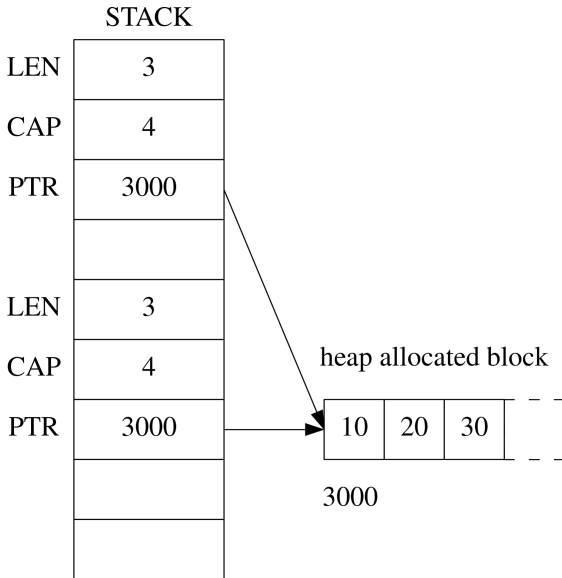 STACK
LEN 3
CAP 4
PTR 3000
LEN 3
CAP 4
heap allocated block
PTR 3000 10 20 30
3000